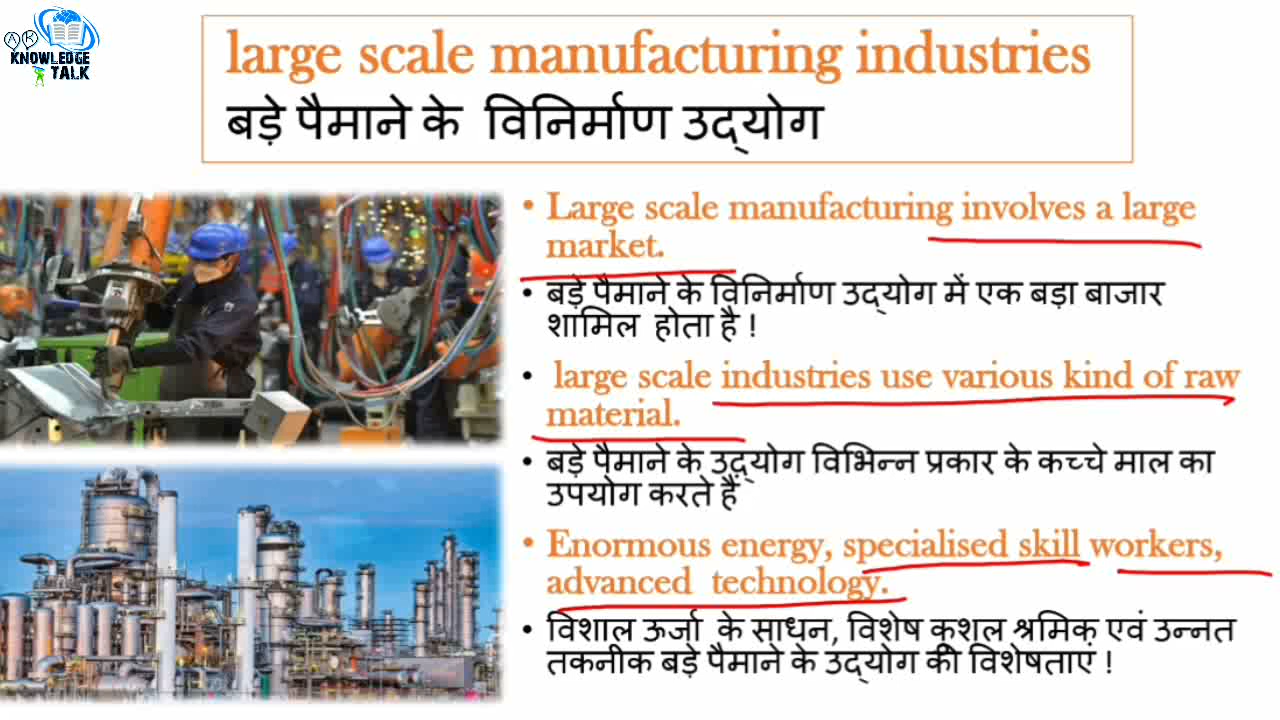 AK
KNOWLEDGE
TALK
large scale manufacturing industries
बड़े पैमाने के विनिर्माण उद्योग
• Large scale manufacturing involves a large
market.
• बड़े पैमाने के विनिर्माण उद्योग में एक बड़ा बाजार
शामिल होता है !
• large scale industries use various kind of raw
material.
• बड़े पैमाने के उद्योग विभिन्न प्रकार के कच्चे माल का
उपयोग करते हैं
• Enormous energy, specialised skill workers,
advanced technology.
• विशाल ऊर्जा के साधन, विशेष कुशल श्रमिक एवं उन्नत
तकनीक बड़े पैमाने के उद्योग की विशेषताएं !